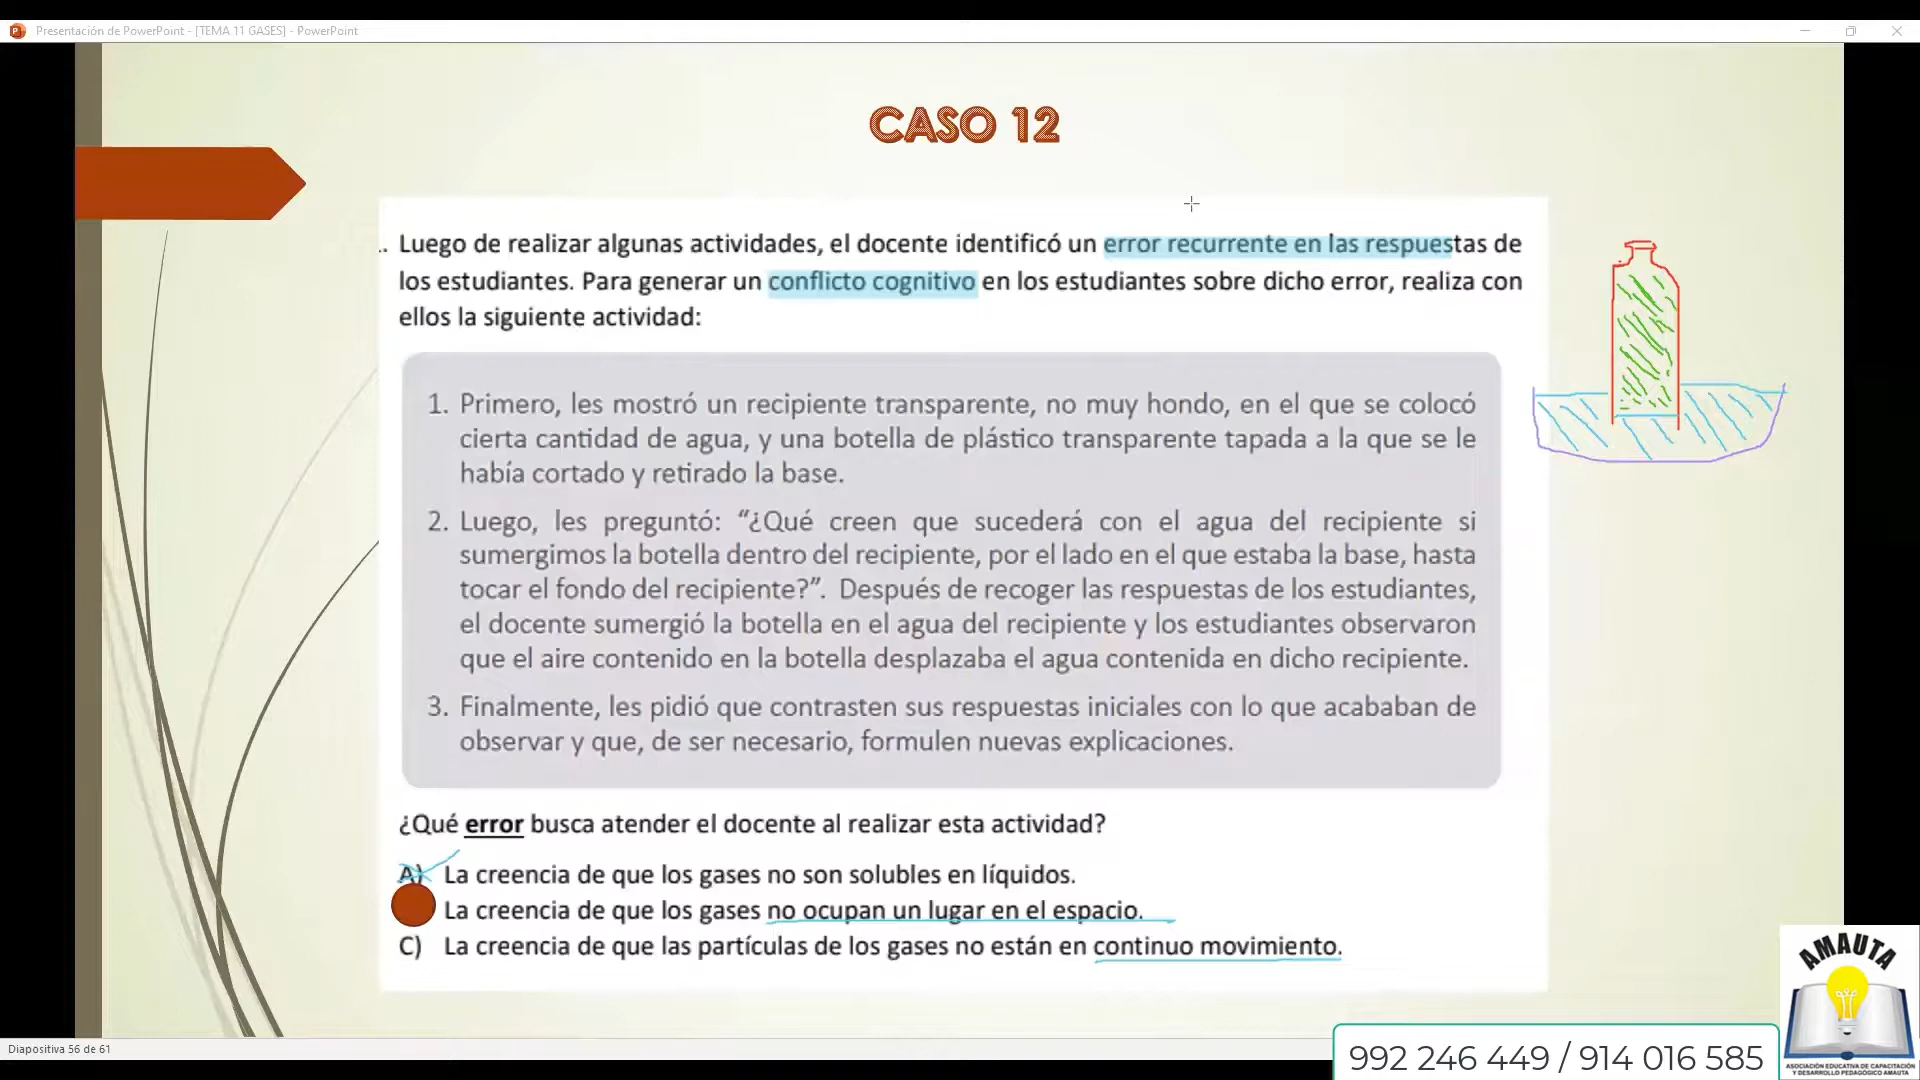 Presentación de PowerPoint - [TEMA 11 GASES] - PowerPoint
CASO 12
.. Luego de realizar algunas actividades, el docente identificó un error recurrente en las respuestas de
los estudiantes. Para generar un conflicto cognitivo en los estudiantes sobre dicho error, realiza con
ellos la siguiente actividad:
1. Primero, les mostró un recipiente transparente, no muy hondo, en el que se colocó
cierta cantidad de agua, y una botella de plástico transparente tapada a la que se le
había cortado y retirado la base.
2. Luego, les preguntó: “¿Qué creen que sucederá con el agua del recipiente si
sumergimos la botella dentro del recipiente, por el lado en el que estaba la base, hasta
tocar el fondo del recipiente?”. Después de recoger las respuestas de los estudiantes,
el docente sumergió la botella en el agua del recipiente y los estudiantes observaron
que el aire contenido en la botella desplazaba el agua contenida en dicho recipiente.
3. Finalmente, les pidió que contrasten sus respuestas iniciales con lo que acababan de
observar y que, de ser necesario, formulen nuevas explicaciones.
¿Qué error busca atender el docente al realizar esta actividad?
A) La creencia de que los gases no son solubles en líquidos.
La creencia de que los gases no ocupan un lugar en el espacio.
C) La creencia de que las partículas de los gases no están en continuo movimiento.
AMAUTA
ASOCIACIÓN EDUCATIVA DE CAPACITACIÓN
Y DESARROLLO PEDAGÓGICO AMAUTA
Diapositiva 56 de 61
992 246 449 / 914 016 585